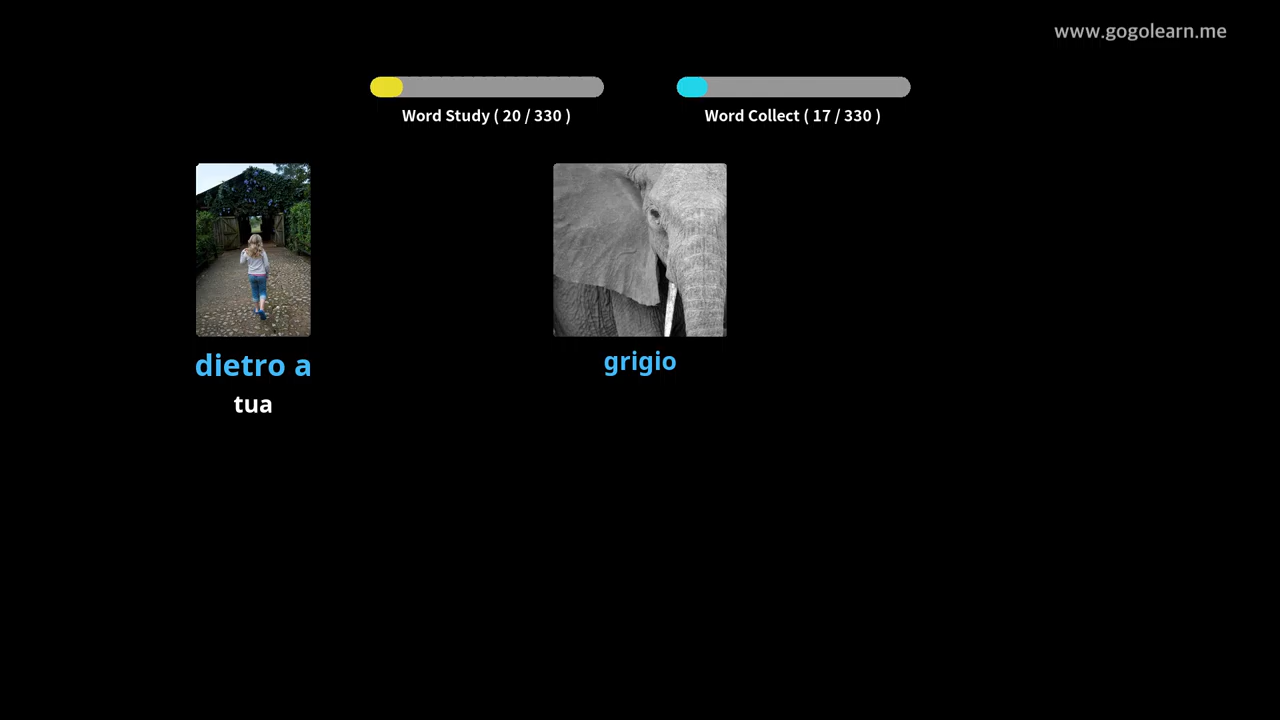 www.gogolearn.me
Word Study ( 20 / 330 )
Word Collect ( 17 / 330 )
dietro a
tua
grigio